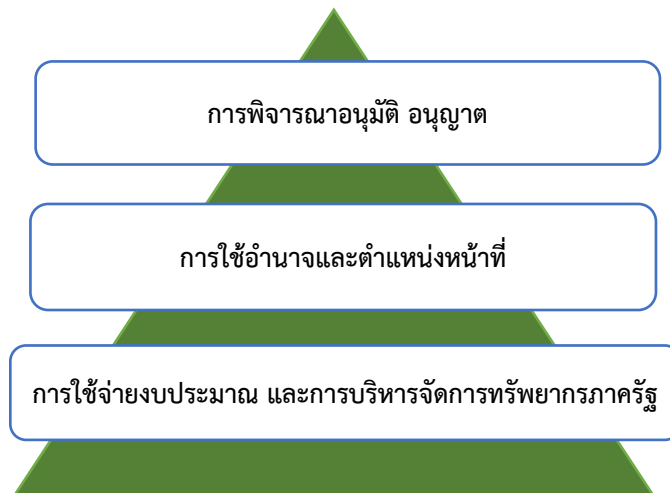 การพิจารณาอนุมัติ อนุญาต
การใช้อำนาจและตำแหน่งหน้าที่
การใช้จ่ายงบประมาณ และการบริหารจัดการทรัพยากรภาครัฐ